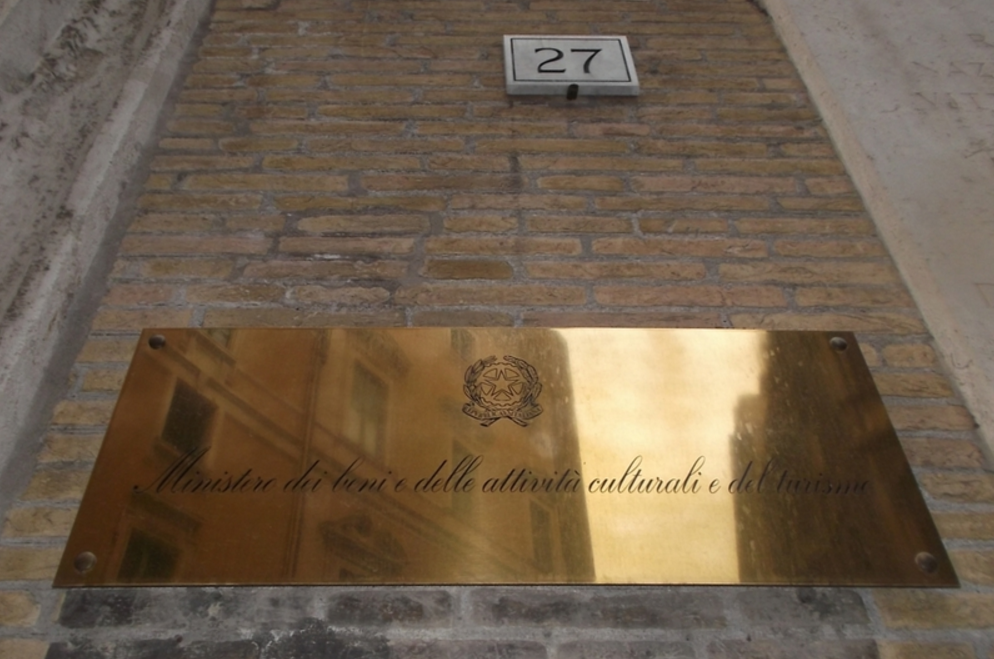 27
Ministero dei beni e delle attività culturali e del turismo